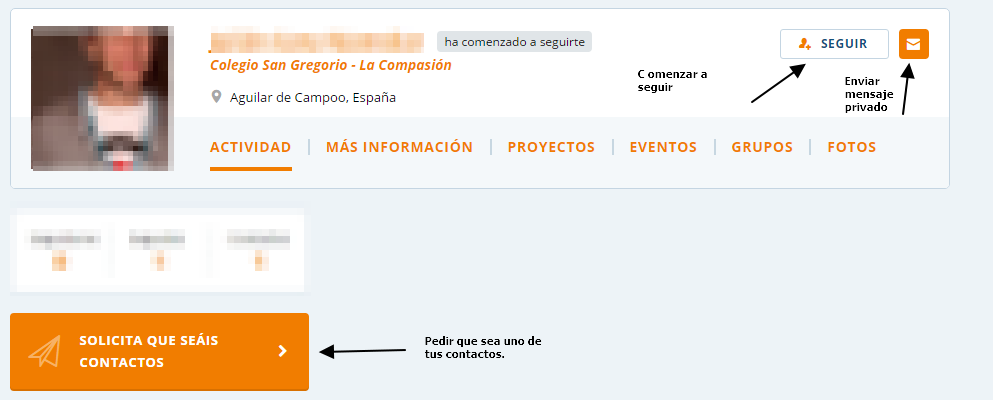 ha comenzado a seguirte
SEGUIR
Colegio San Gregorio - La Compasión
C omenzar a
seguir
Enviar
mensaje
privado
Aguilar de Campoo, España
ACTIVIDAD | MÁS INFORMACIÓN | PROYECTOS | EVENTOS | GRUPOS | FOTOS
SOLICITA QUE SEÁIS
CONTACTOS
Pedir que sea uno de
tus contactos.